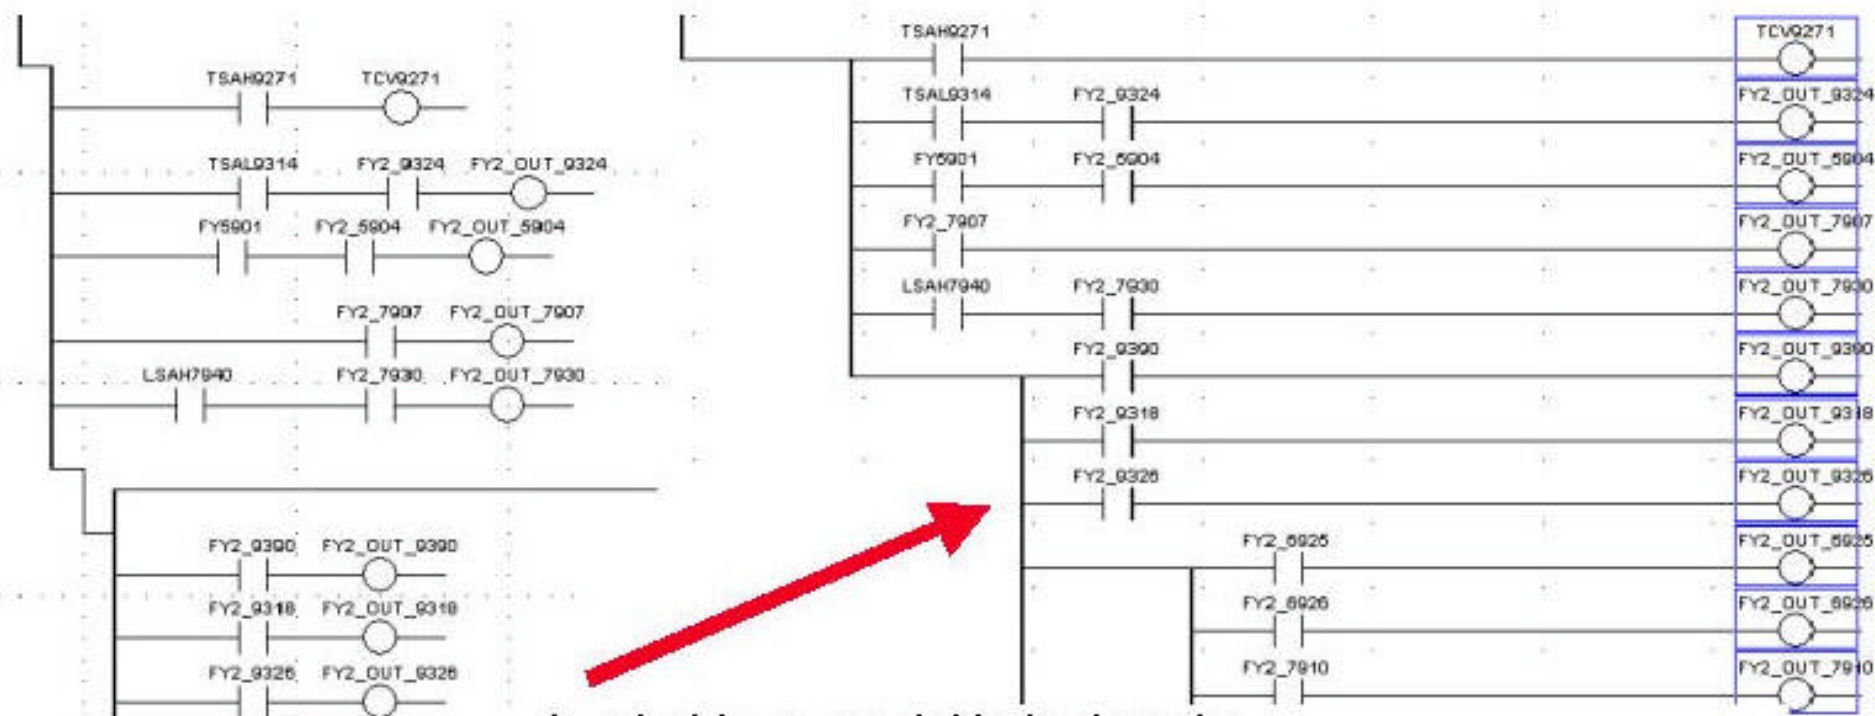 TSAH9271 TCV9271
TSAL9314 FY2_9324 FY2_OUT_9324
FY5901 FY2_5904 FY2_OUT_5904
FY2_7907 FY2_OUT_7907
LSAH7940 FY2_7930 FY2_OUT_7930
FY2_9390 FY2_OUT_9390
FY2_9318 FY2_OUT_9318
FY2_9326 FY2_OUT_9326
TSAH9271 TCV9271
TSAL9314 FY2_9324 FY2_OUT_9324
FY5901 FY2_5904 FY2_OUT_5904
FY2_7907 FY2_OUT_7907
LSAH7940 FY2_7930 FY2_OUT_7930
FY2_9390 FY2_OUT_9390
FY2_9318 FY2_OUT_9318
FY2_9326 FY2_OUT_9326
FY2_6925 FY2_OUT_6925
FY2_6926 FY2_OUT_6926
FY2_7910 FY2_OUT_7910